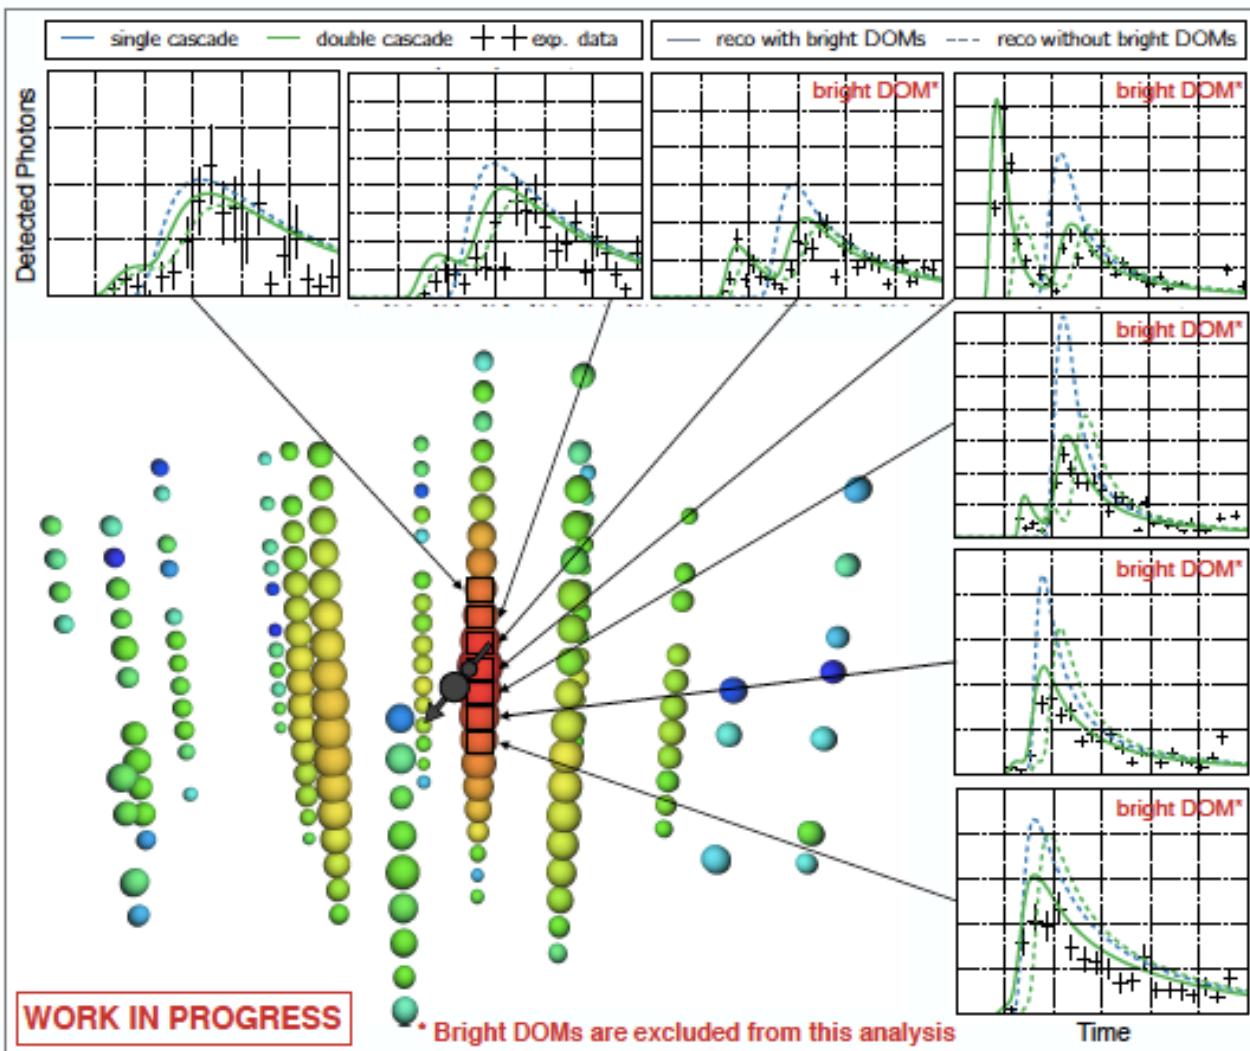 single cascade double cascade exp. data
reco with bright DOMs reco without bright DOMs
Detected Photons
bright DOM*
bright DOM*
bright DOM*
bright DOM*
bright DOM*
WORK IN PROGRESS
* Bright DOMs are excluded from this analysis
Time